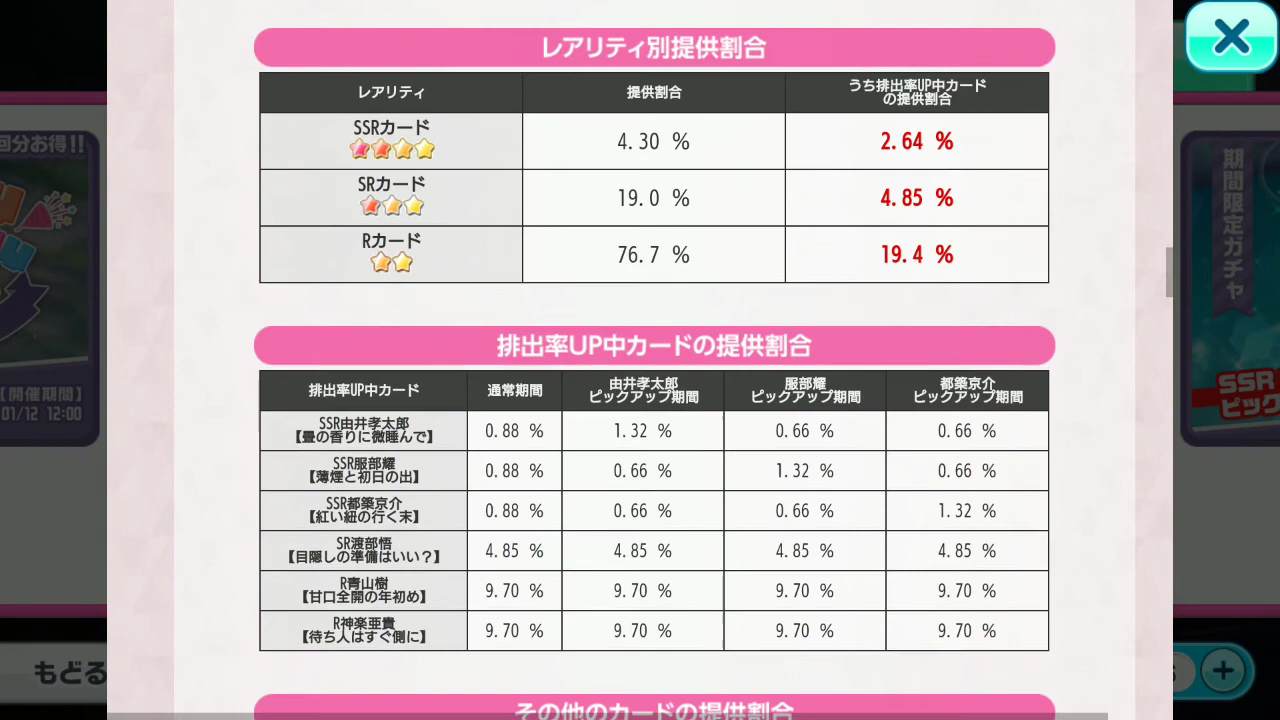 レアリティ別提供割合
レアリティ 提供割合 うち排出率UP中カード
の提供割合
SSRカード 4.30 % 2.64 %
SRカード 19.0 % 4.85 %
Rカード 76.7 % 19.4 %
排出率UP中カードの提供割合
排出率UP中カード 通常期間 由井孝太郎
ピックアップ期間 服部耀
ピックアップ期間 都築京介
ピックアップ期間
SSR由井孝太郎
【畳の香りに微睡んで】 0.88 % 1.32 % 0.66 % 0.66 %
SSR服部耀
【薄煙と初日の出】 0.88 % 0.66 % 1.32 % 0.66 %
SSR都築京介
【紅い紐の行く末】 0.88 % 0.66 % 0.66 % 1.32 %
SR渡部悟
【目隠しの準備はいい？】 4.85 % 4.85 % 4.85 % 4.85 %
R青山樹
【甘口全開の年初め】 9.70 % 9.70 % 9.70 % 9.70 %
R神楽亜貴
【待ち人はすぐ側に】 9.70 % 9.70 % 9.70 % 9.70 %
その他のカードの提供割合
回分お得!!
【開催期間】
01/12 12:00
もどる
期間限定ガチャ
SSR
ピック